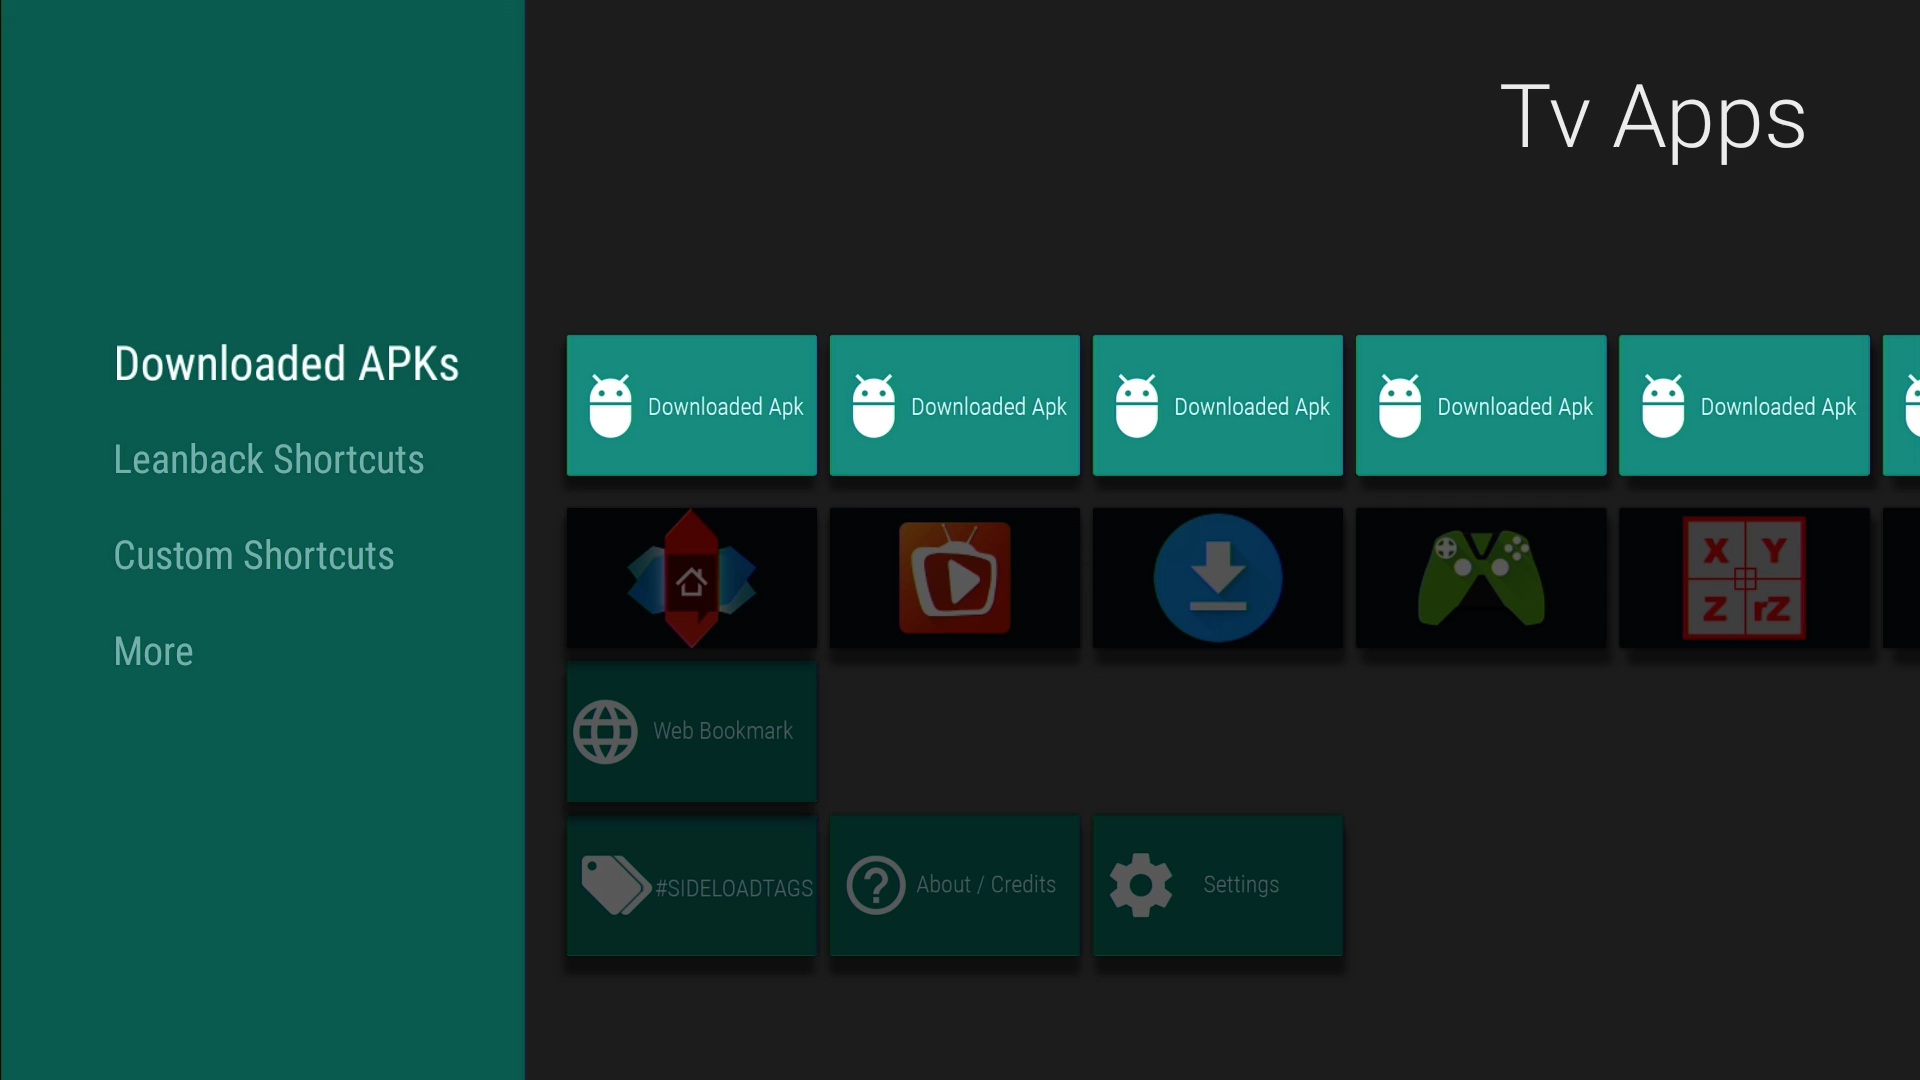 Tv Apps
Downloaded APKs
Leanback Shortcuts
Custom Shortcuts
More
Downloaded Apk
Downloaded Apk
Downloaded Apk
Downloaded Apk
Downloaded Apk
X Y
Z rZ
Web Bookmark
#SIDELOADTAGS
About / Credits
Settings